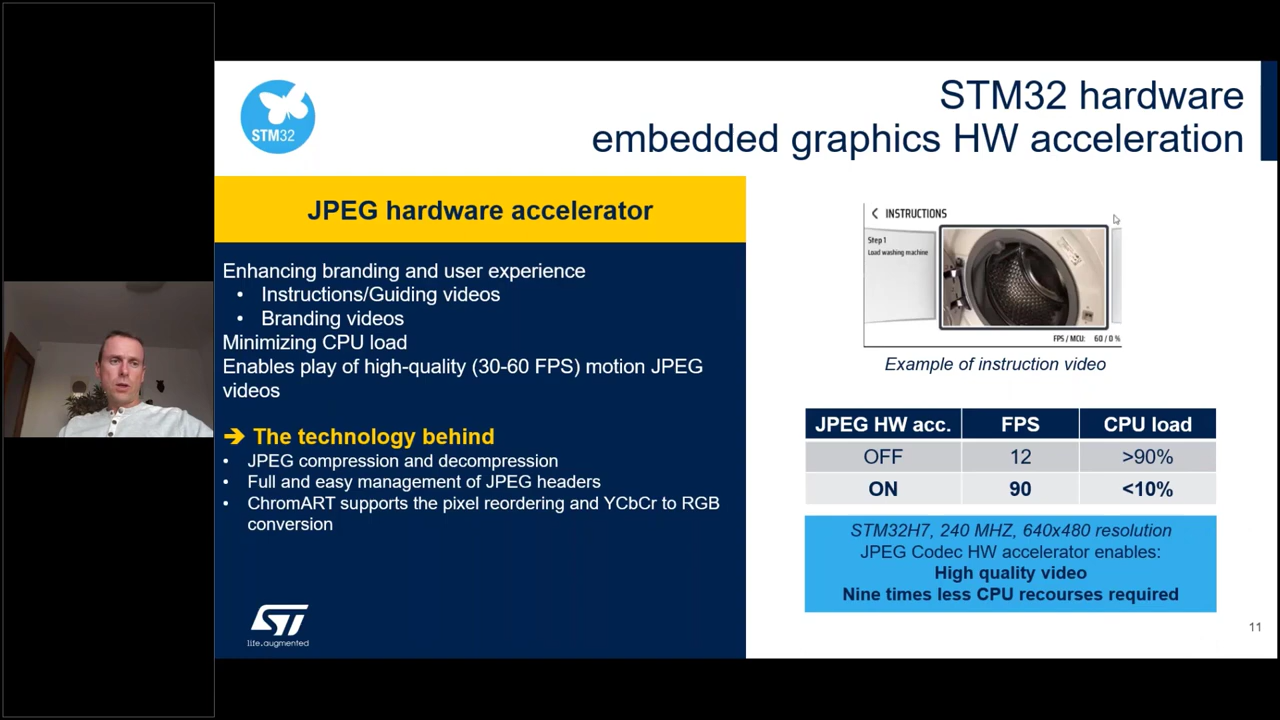 STM32
STM32 hardware
embedded graphics HW acceleration
JPEG hardware accelerator
Enhancing branding and user experience
• Instructions/Guiding videos
• Branding videos
Minimizing CPU load
Enables play of high-quality (30-60 FPS) motion JPEG
videos
➔ The technology behind
• JPEG compression and decompression
• Full and easy management of JPEG headers
• ChromART supports the pixel reordering and YCbCr to RGB
conversion
ST
life.augmented
INSTRUCTIONS
Step 1
Load washing machine
FPS / MCU: 60 / 0 %
Example of instruction video
JPEG HW acc. FPS CPU load
OFF 12 >90%
ON 90 <10%
STM32H7, 240 MHZ, 640x480 resolution
JPEG Codec HW accelerator enables:
High quality video
Nine times less CPU recourses required
11